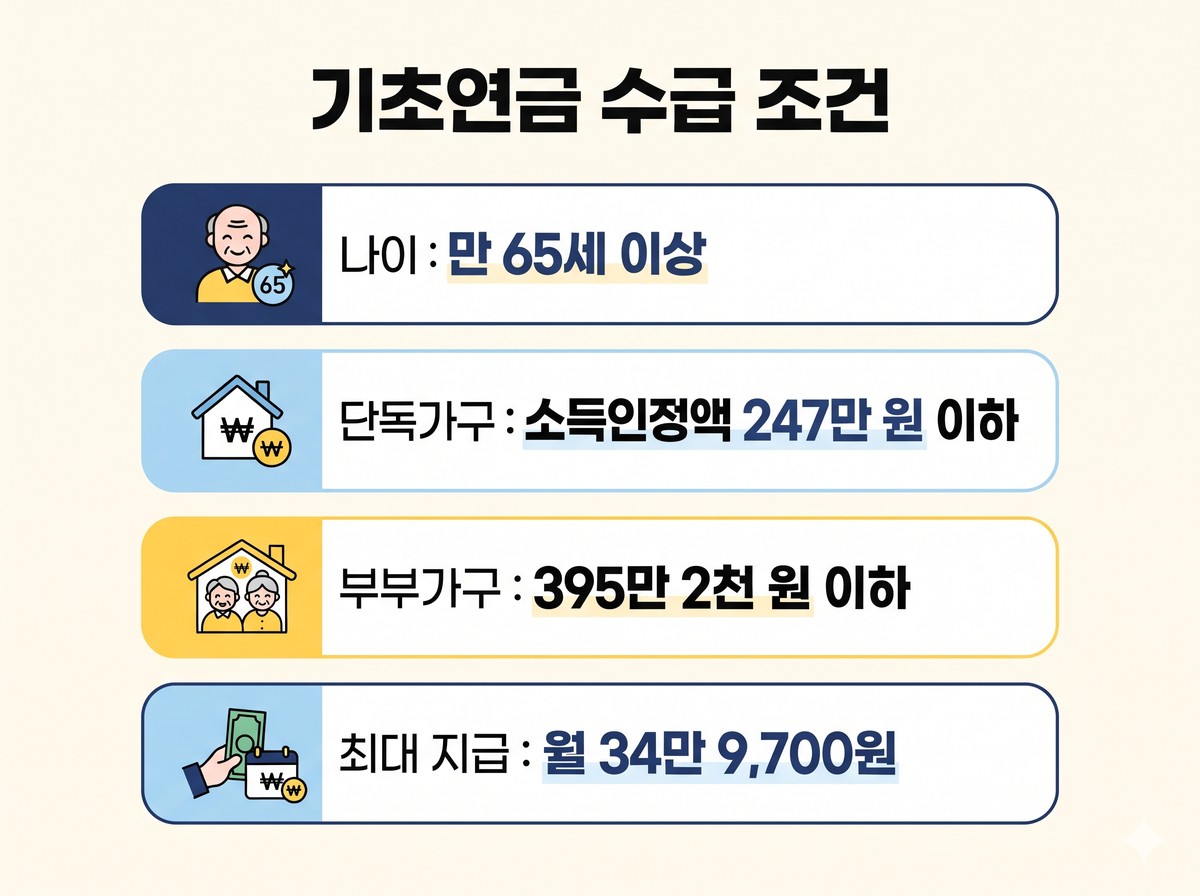 기초연금 수급 조건
65
나이 : 만 65세 이상
₩
₩
단독가구 : 소득인정액 247만 원 이하
₩
부부가구 : 395만 2천 원 이하
₩
₩
최대 지급 : 월 34만 9,700원